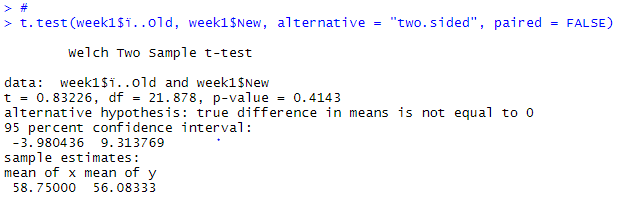 > #
> t.test(week1$ï..Old, week1$New, alternative = "two.sided", paired = FALSE)
Welch Two Sample t-test
data:  week1$ï..Old and week1$New
t = 0.83226, df = 21.878, p-value = 0.4143
alternative hypothesis: true difference in means is not equal to 0
95 percent confidence interval:
 -3.980436  9.313769
sample estimates:
mean of x mean of y
 58.75000  56.08333